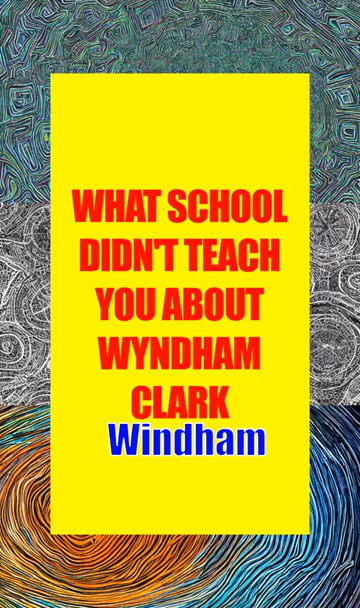 WHAT SCHOOL
DIDN'T TEACH
YOU ABOUT
WYNDHAM
CLARK
Windham